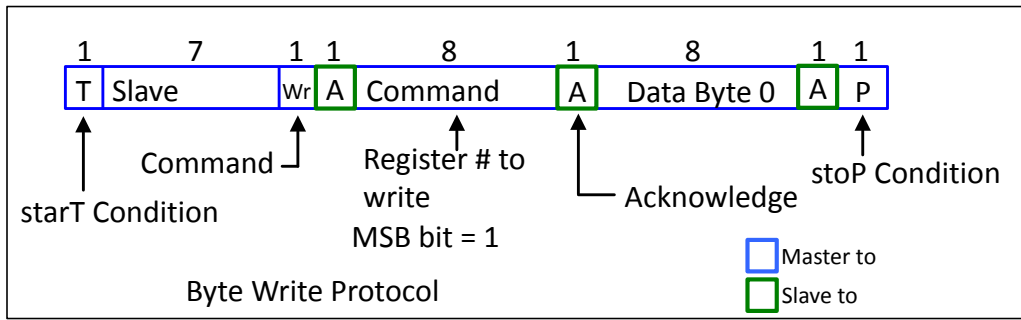 1 7 1 1 8 1 8 1 1
T Slave Wr A Command A Data Byte 0 A P
Command
Register # to
write
MSB bit = 1
Acknowledge
stoP Condition
starT Condition
Master to
Slave to
Byte Write Protocol